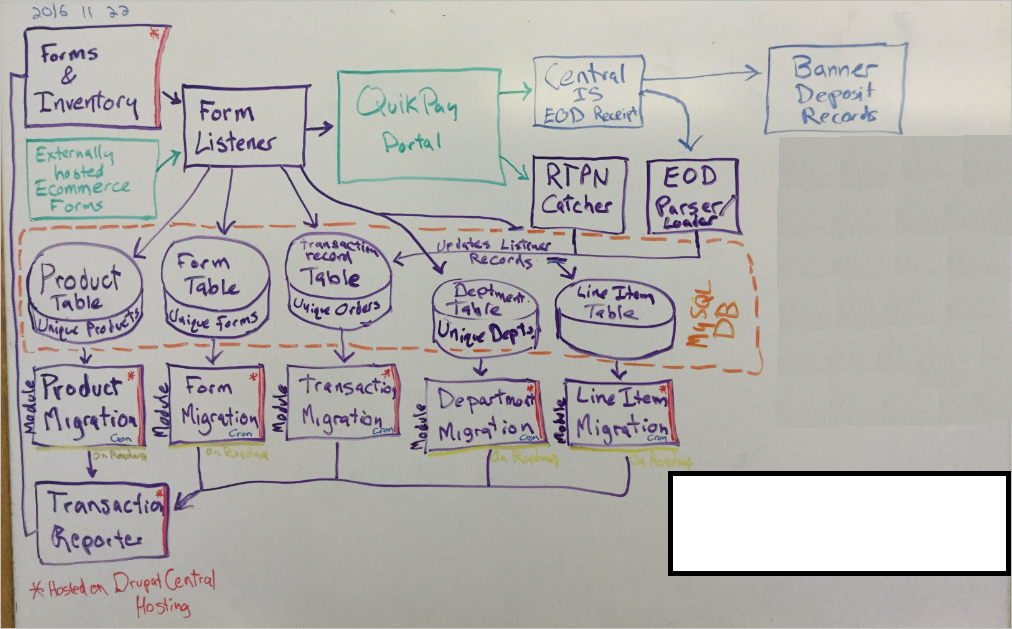 2016 11 22
Forms
&
Inventory
*
Externally
hosted
Ecommerce
Forms
Form
Listener
QuikPay
Portal
Central
IS
EOD Receipt
Banner
Deposit
Records
RTPN
Catcher
EOD
Parser/
Loader
Updates Listener
Records
Product
Table
Unique Products
Form
Table
Unique Forms
Transaction
record
Table
Unique Orders
Deptment
Table
Unique Depts
Line Item
Table
MySQL
DB
Module
Product *
Migration
Cron
On Roadmap
Module
Form *
Migration
Cron
On Roadmap
Module
Transaction *
Migration
Cron
Module
Department *
Migration
Cron
On Roadmap
Module
Line Item *
Migration
Cron
On Roadmap
Transaction *
Reporter
* Hosted on Drupal Central
Hosting